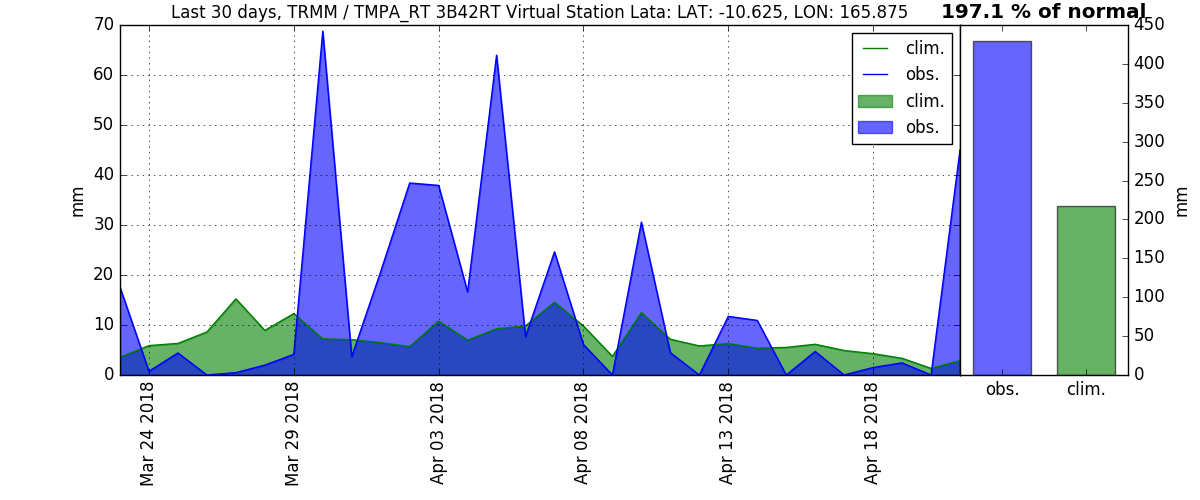 Last 30 days, TRMM / TMPA_RT 3B42RT Virtual Station Lata: LAT: -10.625, LON: 165.875
197.1 % of normal
70
60
50
40
30
20
10
0
mm
clim.
obs.
clim.
obs.
Mar 24 2018
Mar 29 2018
Apr 03 2018
Apr 08 2018
Apr 13 2018
Apr 18 2018
450
400
350
300
250
200
150
100
50
0
mm
obs.
clim.